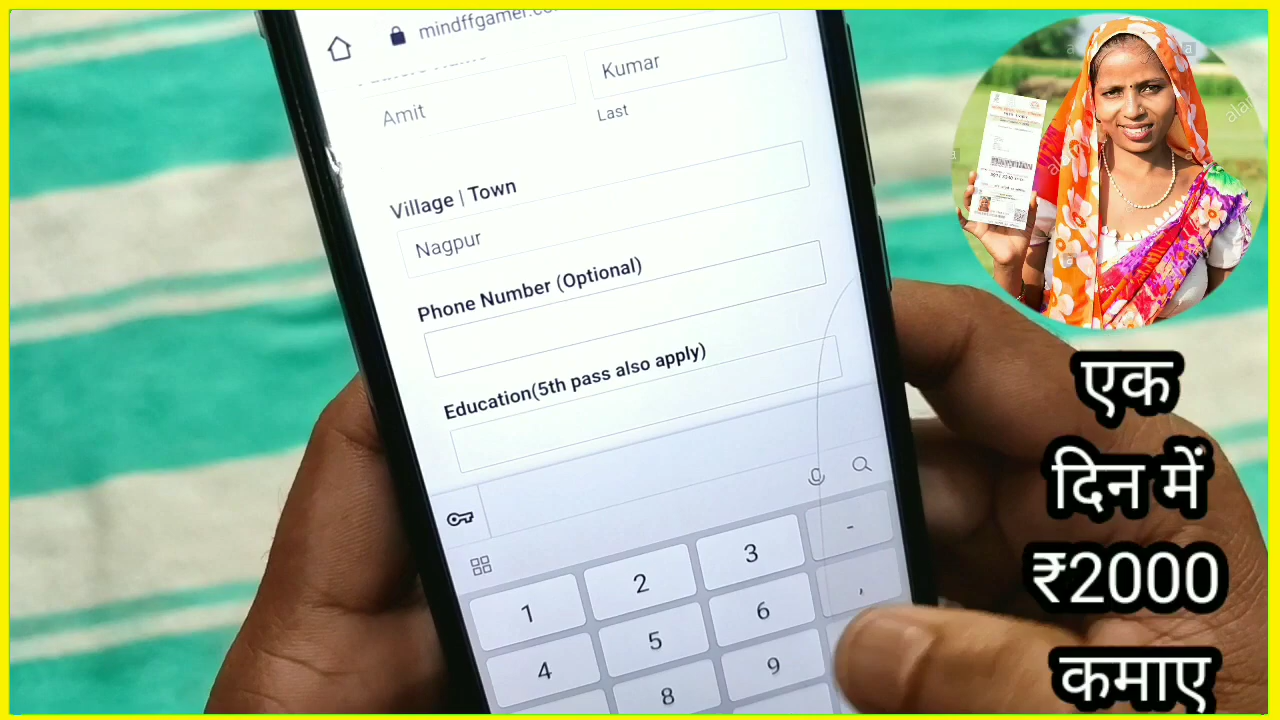 mindffgamer.co
Amit
Kumar
Last
Village | Town
Nagpur
Phone Number (Optional)
Education(5th pass also apply)
1 2 3 -
4 5 6 ,
8 9
एक
दिन में
₹2000
कमाए